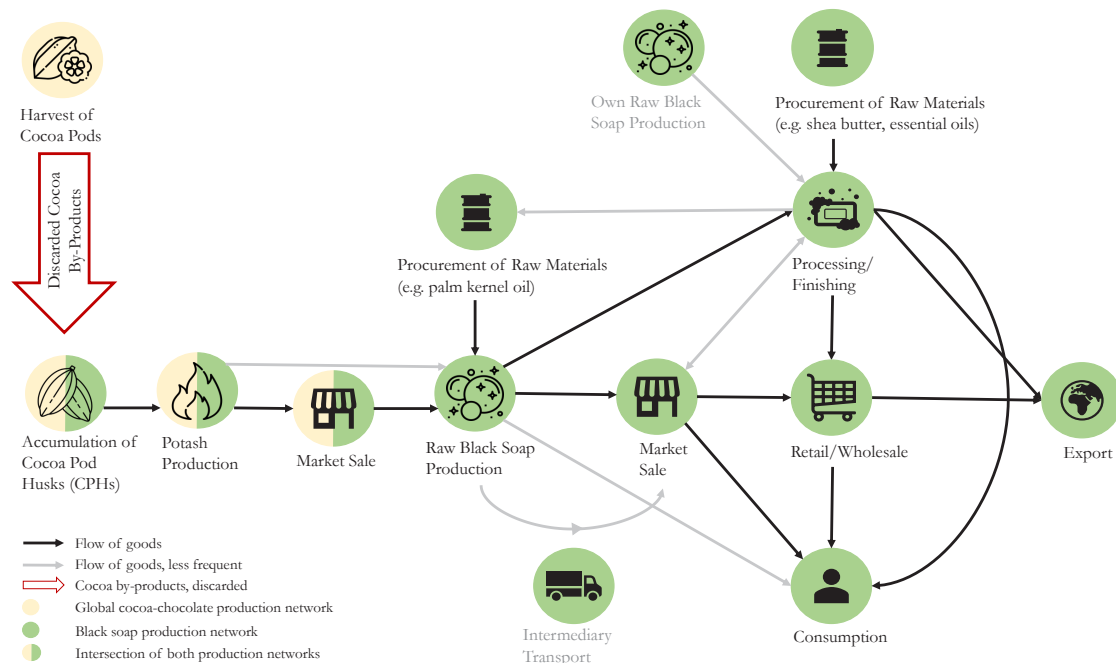 Harvest of
Cocoa Pods
Discarded Cocoa
By-Products
Own Raw Black
Soap Production
Procurement of Raw Materials
(e.g. shea butter, essential oils)
Procurement of Raw Materials
(e.g. palm kernel oil)
Processing/
Finishing
Accumulation of
Cocoa Pod
Husks (CPHs)
Potash
Production
Market Sale
Raw Black Soap
Production
Market
Sale
Retail/Wholesale
Export
Intermediary
Transport
Consumption
Flow of goods
Flow of goods, less frequent
Cocoa by-products, discarded
Global cocoa-chocolate production network
Black soap production network
Intersection of both production networks